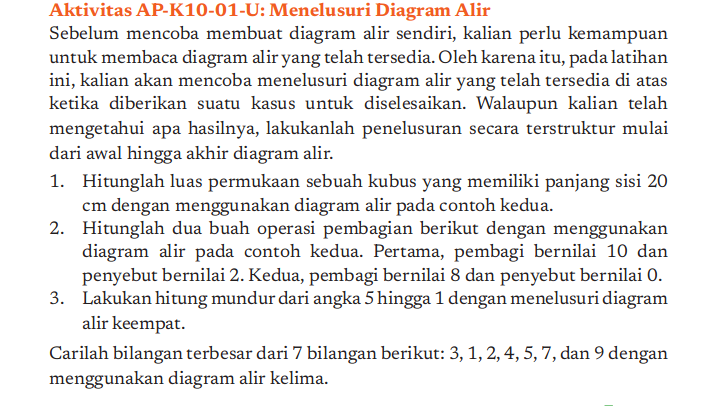 Aktivitas AP-K10-01-U: Menelusuri Diagram Alir
Sebelum mencoba membuat diagram alir sendiri, kalian perlu kemampuan
untuk membaca diagram alir yang telah tersedia. Oleh karena itu, pada latihan
ini, kalian akan mencoba menelusuri diagram alir yang telah tersedia di atas
ketika diberikan suatu kasus untuk diselesaikan. Walaupun kalian telah
mengetahui apa hasilnya, lakukanlah penelusuran secara terstruktur mulai
dari awal hingga akhir diagram alir.
1. Hitunglah luas permukaan sebuah kubus yang memiliki panjang sisi 20
cm dengan menggunakan diagram alir pada contoh kedua.
2. Hitunglah dua buah operasi pembagian berikut dengan menggunakan
diagram alir pada contoh kedua. Pertama, pembagi bernilai 10 dan
penyebut bernilai 2. Kedua, pembagi bernilai 8 dan penyebut bernilai 0.
3. Lakukan hitung mundur dari angka 5 hingga 1 dengan menelusuri diagram
alir keempat.
Carilah bilangan terbesar dari 7 bilangan berikut: 3, 1, 2, 4, 5, 7, dan 9 dengan
menggunakan diagram alir kelima.